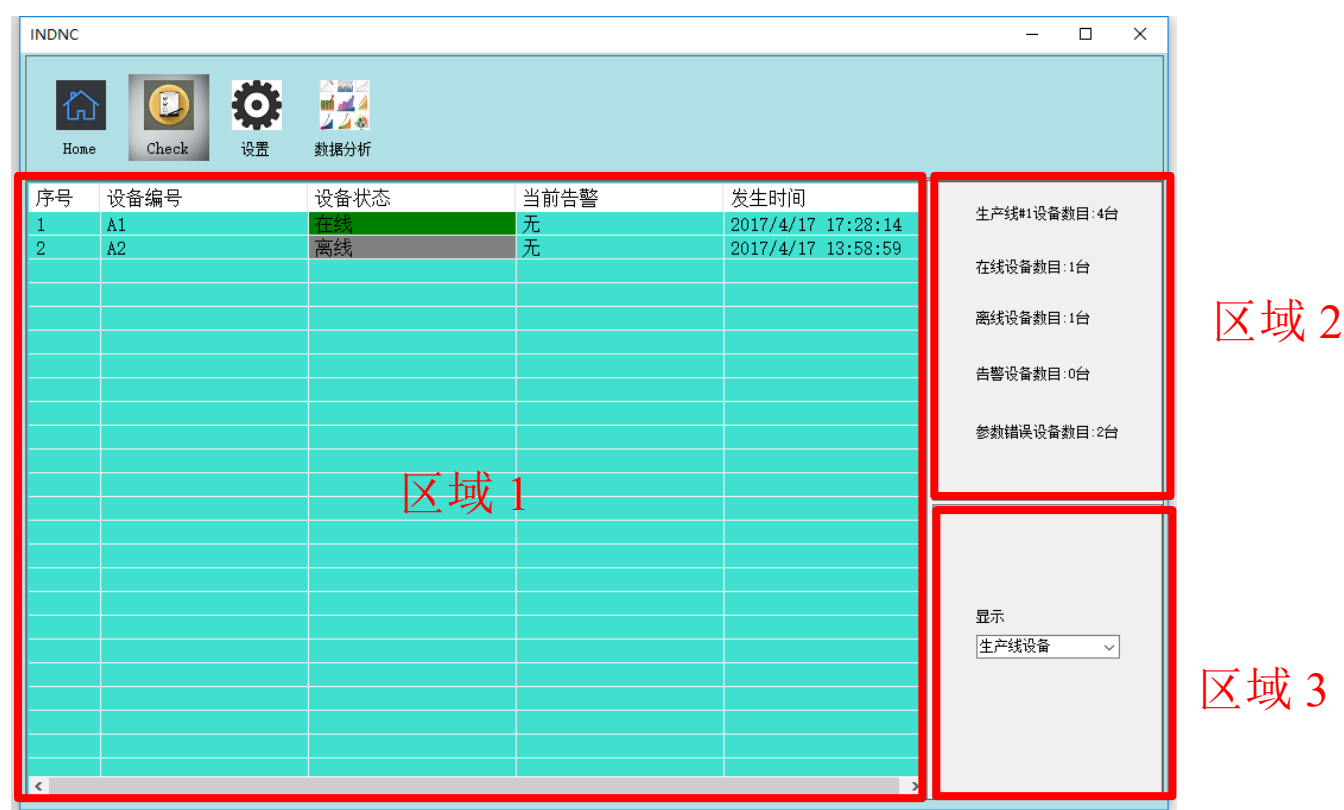 INDNC
Home Check 设置 数据分析
序号 设备编号 设备状态 当前告警 发生时间
1 A1 在线 无 2017/4/17 17:28:14
2 A2 离线 无 2017/4/17 13:58:59
区域 1
生产线#1设备数目:4台
在线设备数目:1台
离线设备数目:1台
告警设备数目:0台
参数错误设备数目:2台
区域 2
显示
生产线设备
区域 3